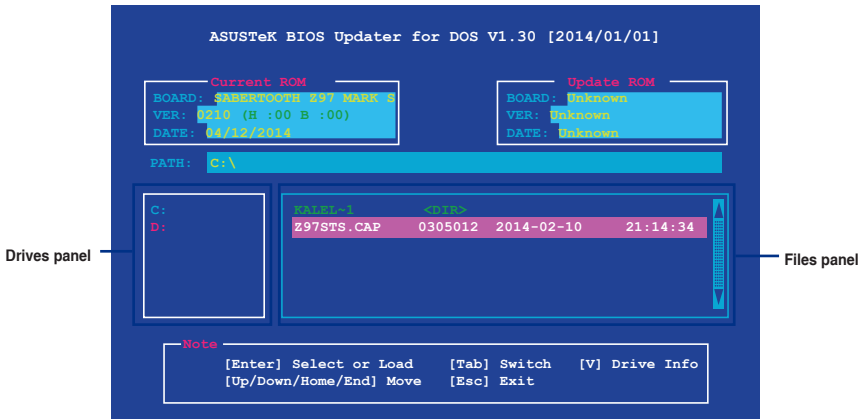 ASUSTeK BIOS Updater for DOS V1.30 [2014/01/01]
Current ROM
BOARD: SABERTOOTH Z97 MARK S
VER: 0210 (H :00 B :00)
DATE: 04/12/2014
Update ROM
BOARD: Unknown
VER: Unknown
DATE: Unknown
PATH: C:\
C:
D:
KALEL~1 <DIR>
Z97STS.CAP 0305012 2014-02-10 21:14:34
Drives panel
Files panel
Note
[Enter] Select or Load [Tab] Switch [V] Drive Info
[Up/Down/Home/End] Move [Esc] Exit